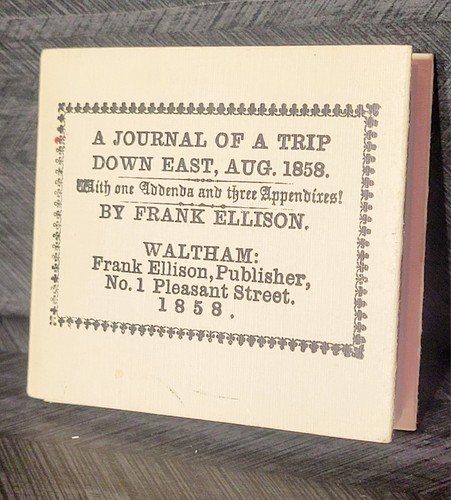 A JOURNAL OF A TRIP
DOWN EAST, AUG. 1858.
With one Addenda and three Appendixes!
BY FRANK ELLISON.
WALTHAM:
Frank Ellison, Publisher,
No. 1 Pleasant Street.
1858.